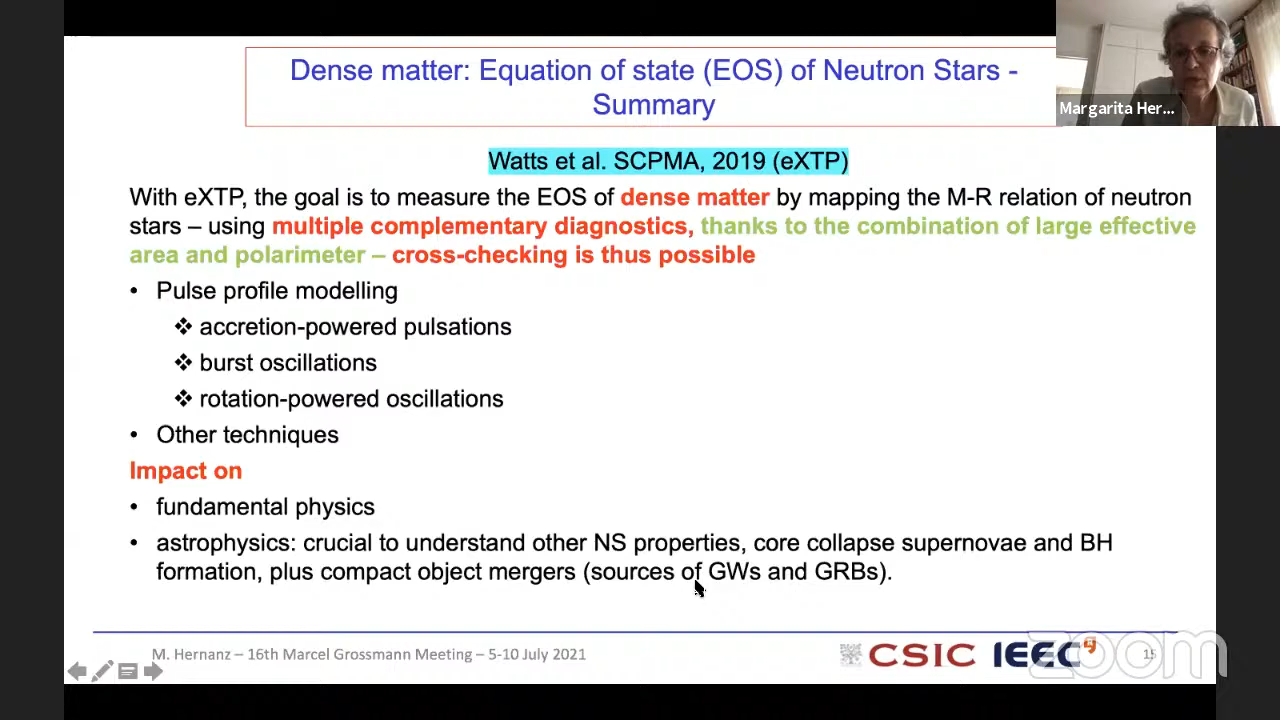 Dense matter: Equation of state (EOS) of Neutron Stars -
Summary
Margarita Her...
Watts et al. SCPMA, 2019 (eXTP)
With eXTP, the goal is to measure the EOS of dense matter by mapping the M-R relation of neutron
stars – using multiple complementary diagnostics, thanks to the combination of large effective
area and polarimeter – cross-checking is thus possible
• Pulse profile modelling
❖ accretion-powered pulsations
❖ burst oscillations
❖ rotation-powered oscillations
• Other techniques
Impact on
• fundamental physics
• astrophysics: crucial to understand other NS properties, core collapse supernovae and BH
formation, plus compact object mergers (sources of GWs and GRBs).
M. Hernanz – 16th Marcel Grossmann Meeting – 5-10 July 2021
CSIC IEEC
zoom
15